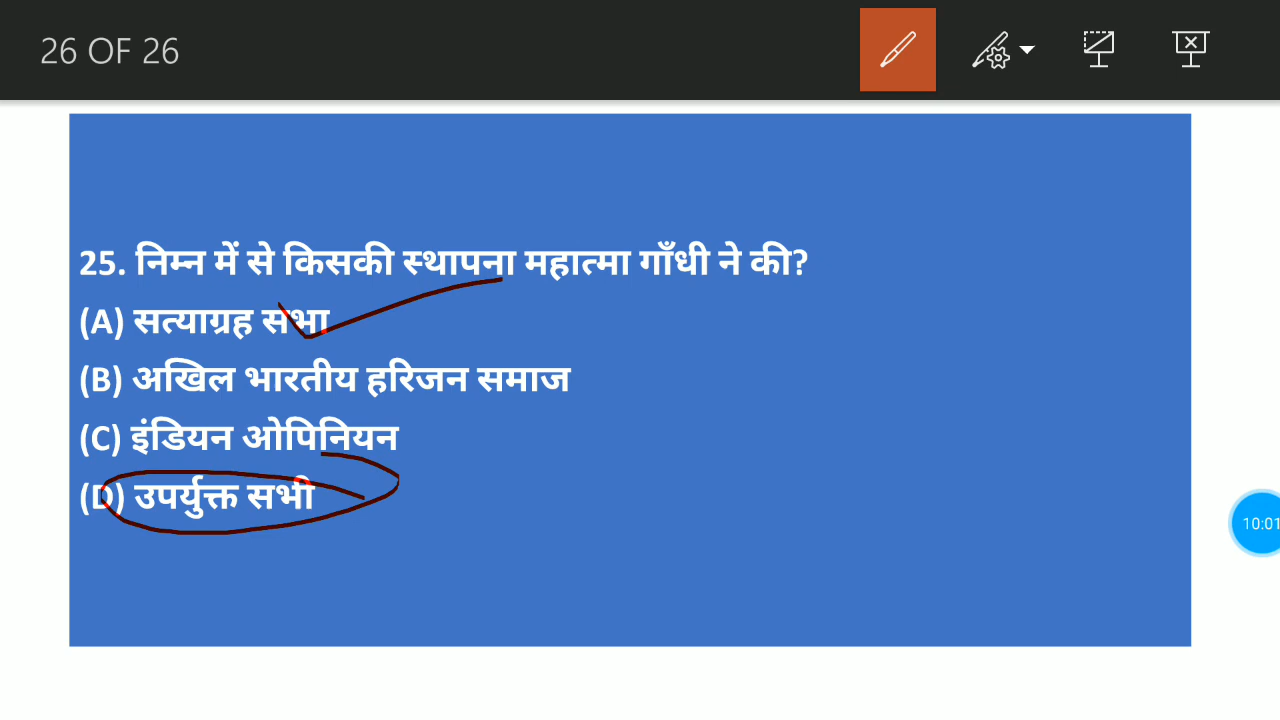 26 OF 26
25. निम्न में से किसकी स्थापना महात्मा गाँधी ने की?
(A) सत्याग्रह सभा
(B) अखिल भारतीय हरिजन समाज
(C) इंडियन ओपिनियन
(D) उपर्युक्त सभी
10:01